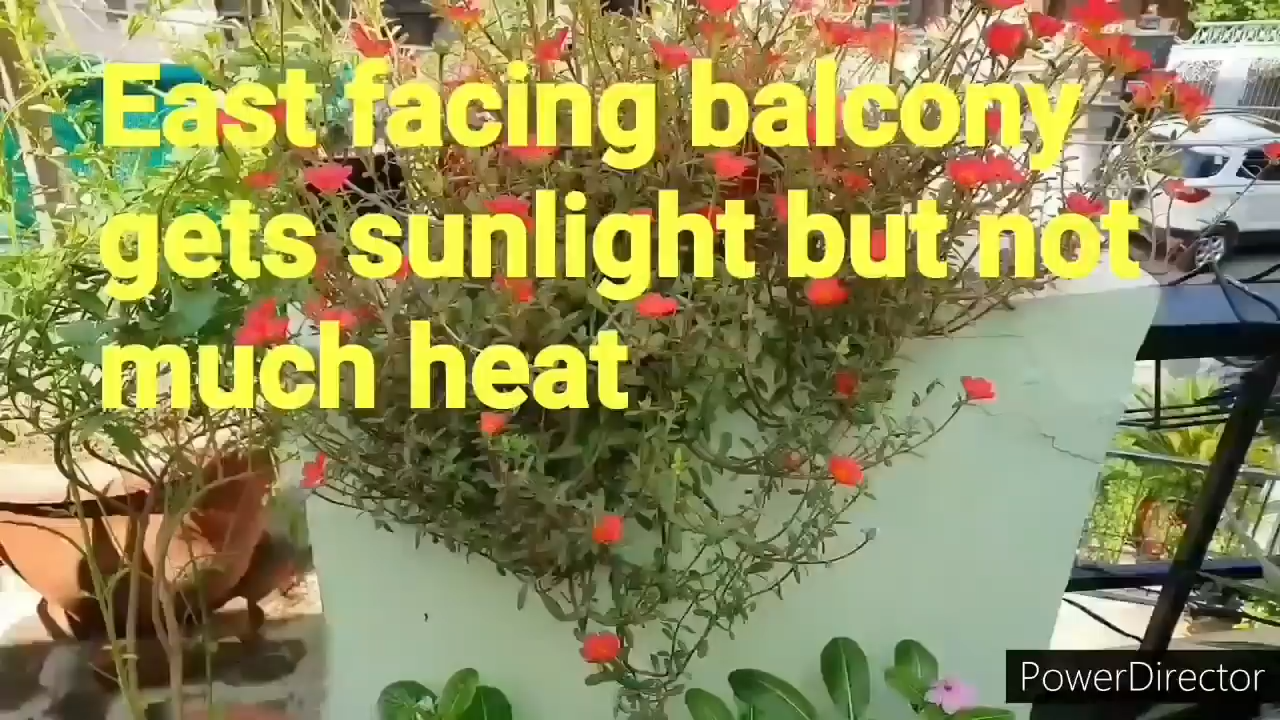 East facing balcony
gets sunlight but not
much heat
PowerDirector